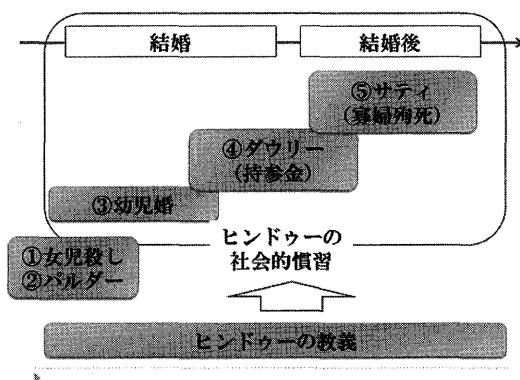 結婚
結婚後
⑤サティ
(寡婦殉死)
④ダウリー
(持参金)
③幼児婚
①女児殺し
②パルダー
ヒンドゥーの
社会的慣習
ヒンドゥーの教義